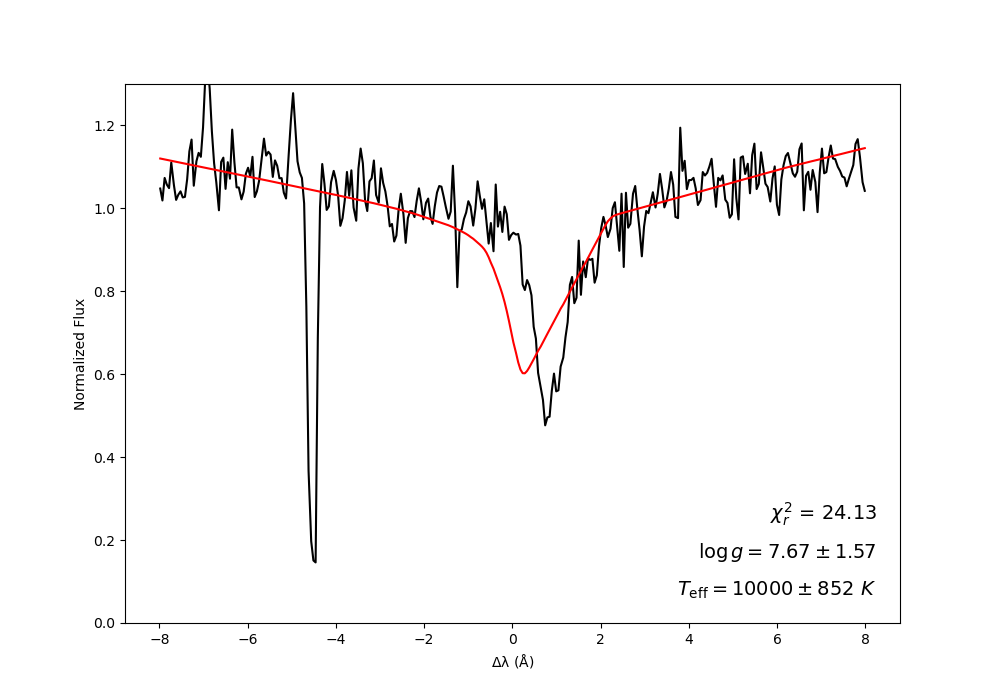 Normalized Flux
1.2
1.0
0.8
0.6
0.4
0.2
0.0
χ²ᵣ = 24.13
log g = 7.67 ± 1.57
T_eff = 10000 ± 852 K
−8 −6 −4 −2 0 2 4 6 8
Δλ (Å)